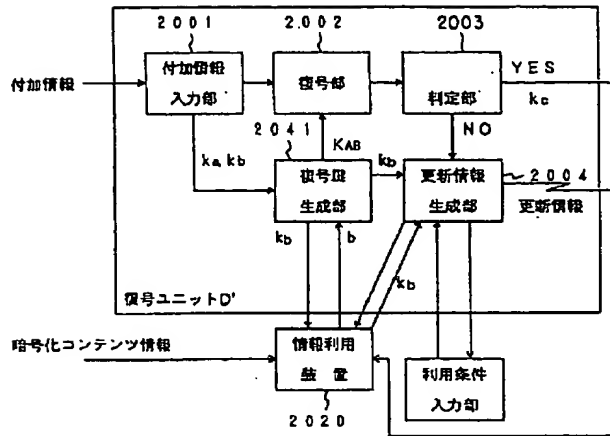 2001
2.002
2003
付加情報
付加情報
入力部
復号部
判定部
YES
kc
2041
KAB
NO
ka, kb
復号鍵
生成部
kb
更新情報
生成部
2004
更新情報
kb
b
kb
復号ユニットD'
暗号化コンテンツ情報
情報利用
装置
利用条件
入力部
2020